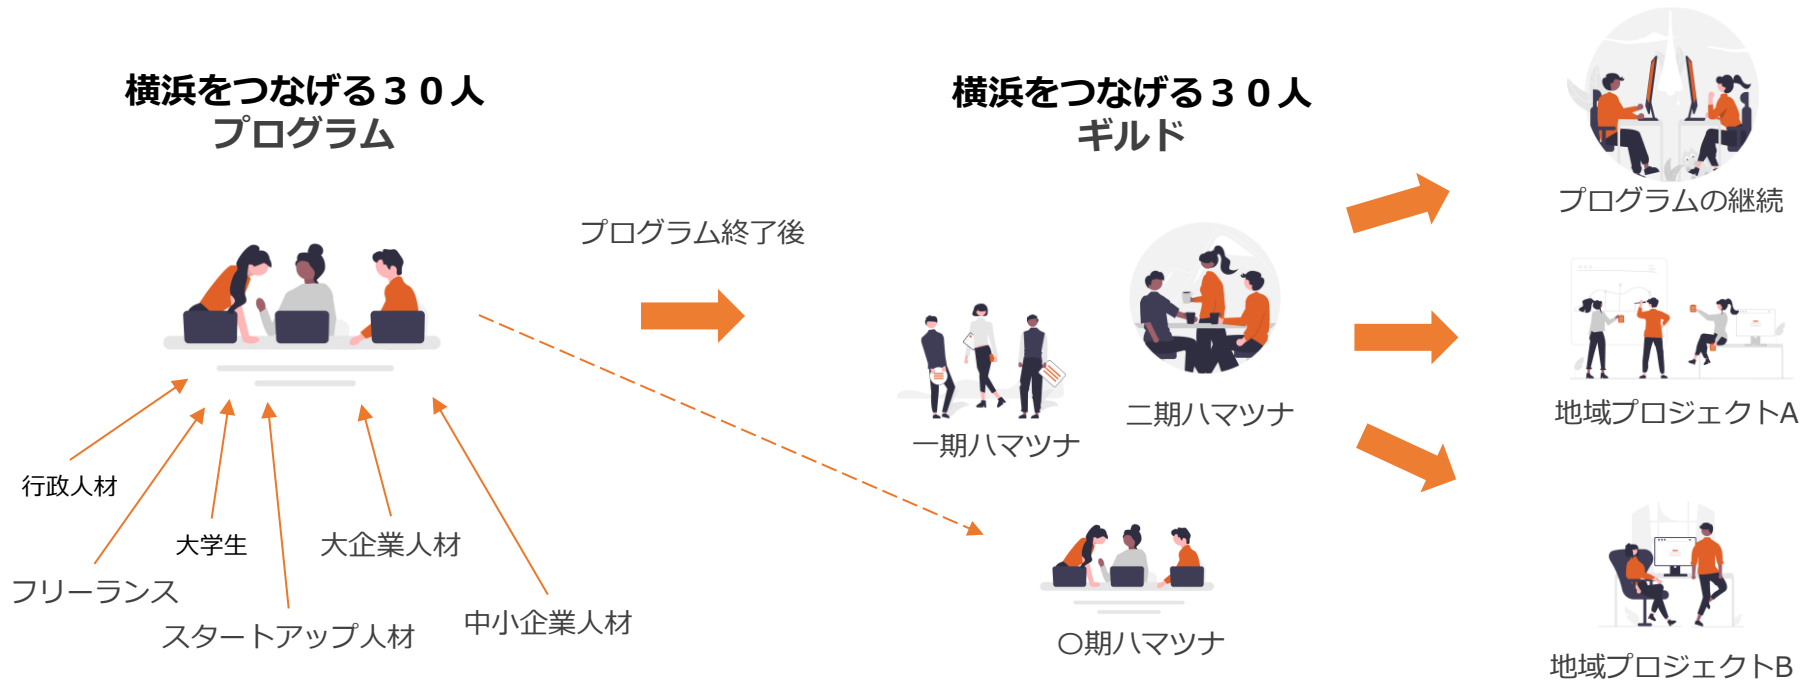 横浜をつなげる３０人
プログラム
行政人材
フリーランス
大学生
スタートアップ人材
大企業人材
中小企業人材
プログラム終了後
横浜をつなげる３０人
ギルド
一期ハマツナ
二期ハマツナ
〇期ハマツナ
プログラムの継続
地域プロジェクトA
地域プロジェクトB